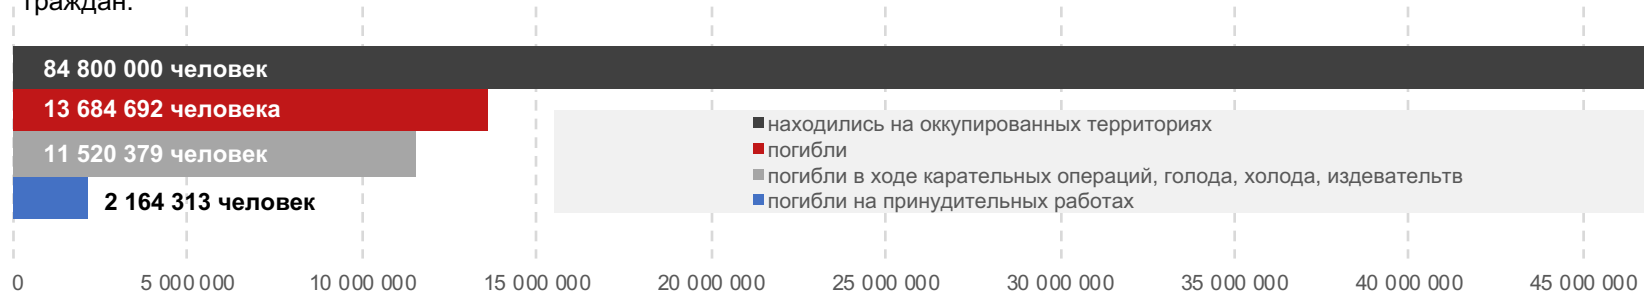 граждан.
84 800 000 человек
13 684 692 человека
11 520 379 человек
2 164 313 человек
находились на оккупированных территориях
погибли
погибли в ходе карательных операций, голода, холода, издевательтв
погибли на принудительных работах
0 5 000 000 10 000 000 15 000 000 20 000 000 25 000 000 30 000 000 35 000 000 40 000 000 45 000 000